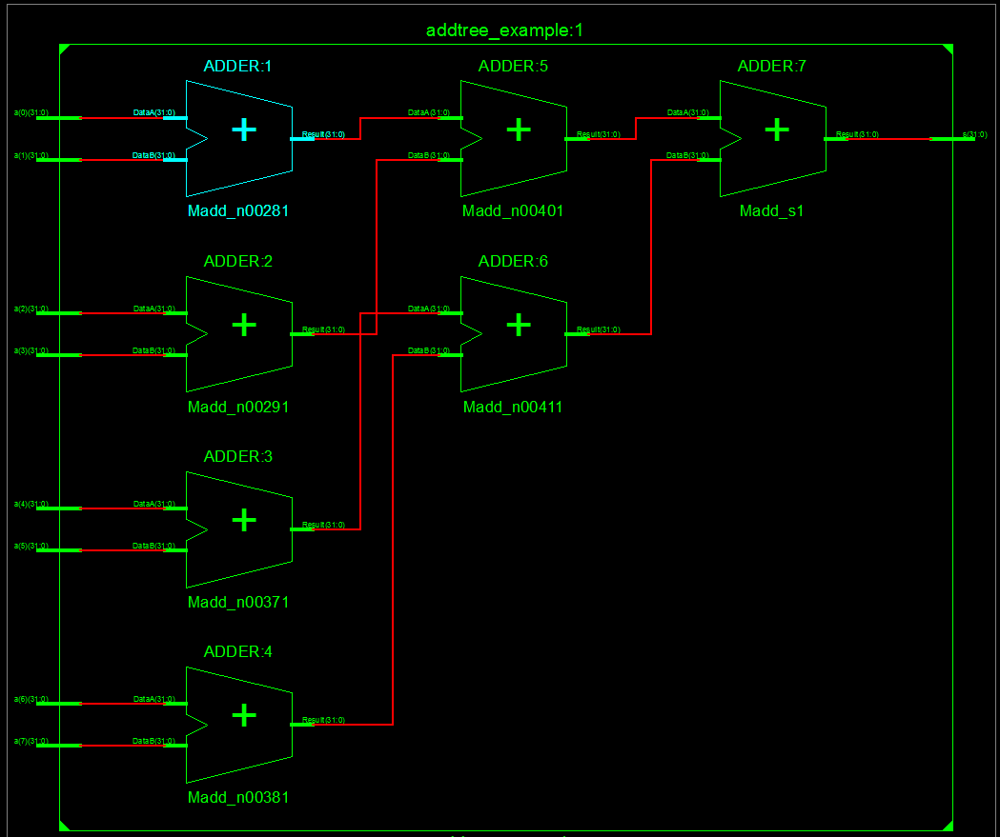 addtree_example:1
ADDER:1
ADDER:5
ADDER:7
a(0)(31:0)
DataA(31:0)
DataA(31:0)
DataA(31:0)
Result(31:0)
Result(31:0)
Result(31:0)
s(31:0)
a(1)(31:0)
DataB(31:0)
DataB(31:0)
DataB(31:0)
Madd_n00281
Madd_n00401
Madd_s1
ADDER:2
ADDER:6
a(2)(31:0)
DataA(31:0)
DataA(31:0)
Result(31:0)
Result(31:0)
a(3)(31:0)
DataB(31:0)
DataB(31:0)
Madd_n00291
Madd_n00411
ADDER:3
a(4)(31:0)
DataA(31:0)
Result(31:0)
a(5)(31:0)
DataB(31:0)
Madd_n00371
ADDER:4
a(6)(31:0)
DataA(31:0)
Result(31:0)
a(7)(31:0)
DataB(31:0)
Madd_n00381